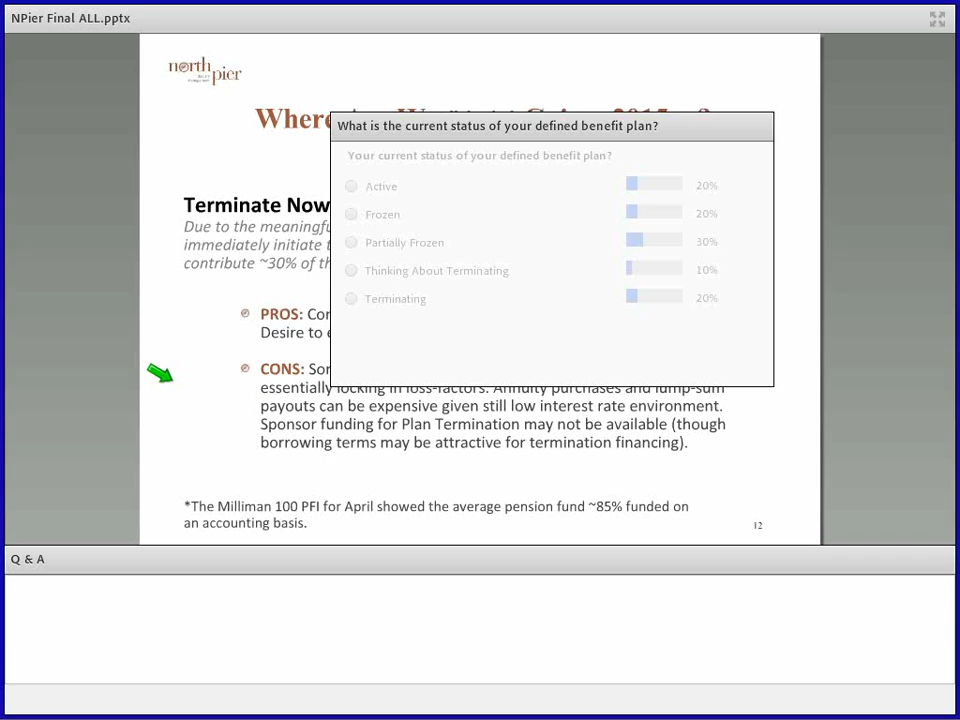 NPier Final ALL.pptx
north
pier
Where
What is the current status of your defined benefit plan?
Your current status of your defined benefit plan?
Active 20%
Frozen 20%
Partially Frozen 30%
Thinking About Terminating 10%
Terminating 20%
Terminate Now
Due to the meaningfu
immediately initiate t
contribute ~30% of th
PROS: Cor
Desire to e
CONS: Sor
essentially locking in loss-factors. Annuity purchases and lump-sum
payouts can be expensive given still low interest rate environment.
Sponsor funding for Plan Termination may not be available (though
borrowing terms may be attractive for termination financing).
*The Milliman 100 PFI for April showed the average pension fund ~85% funded on
an accounting basis.
12
Q & A